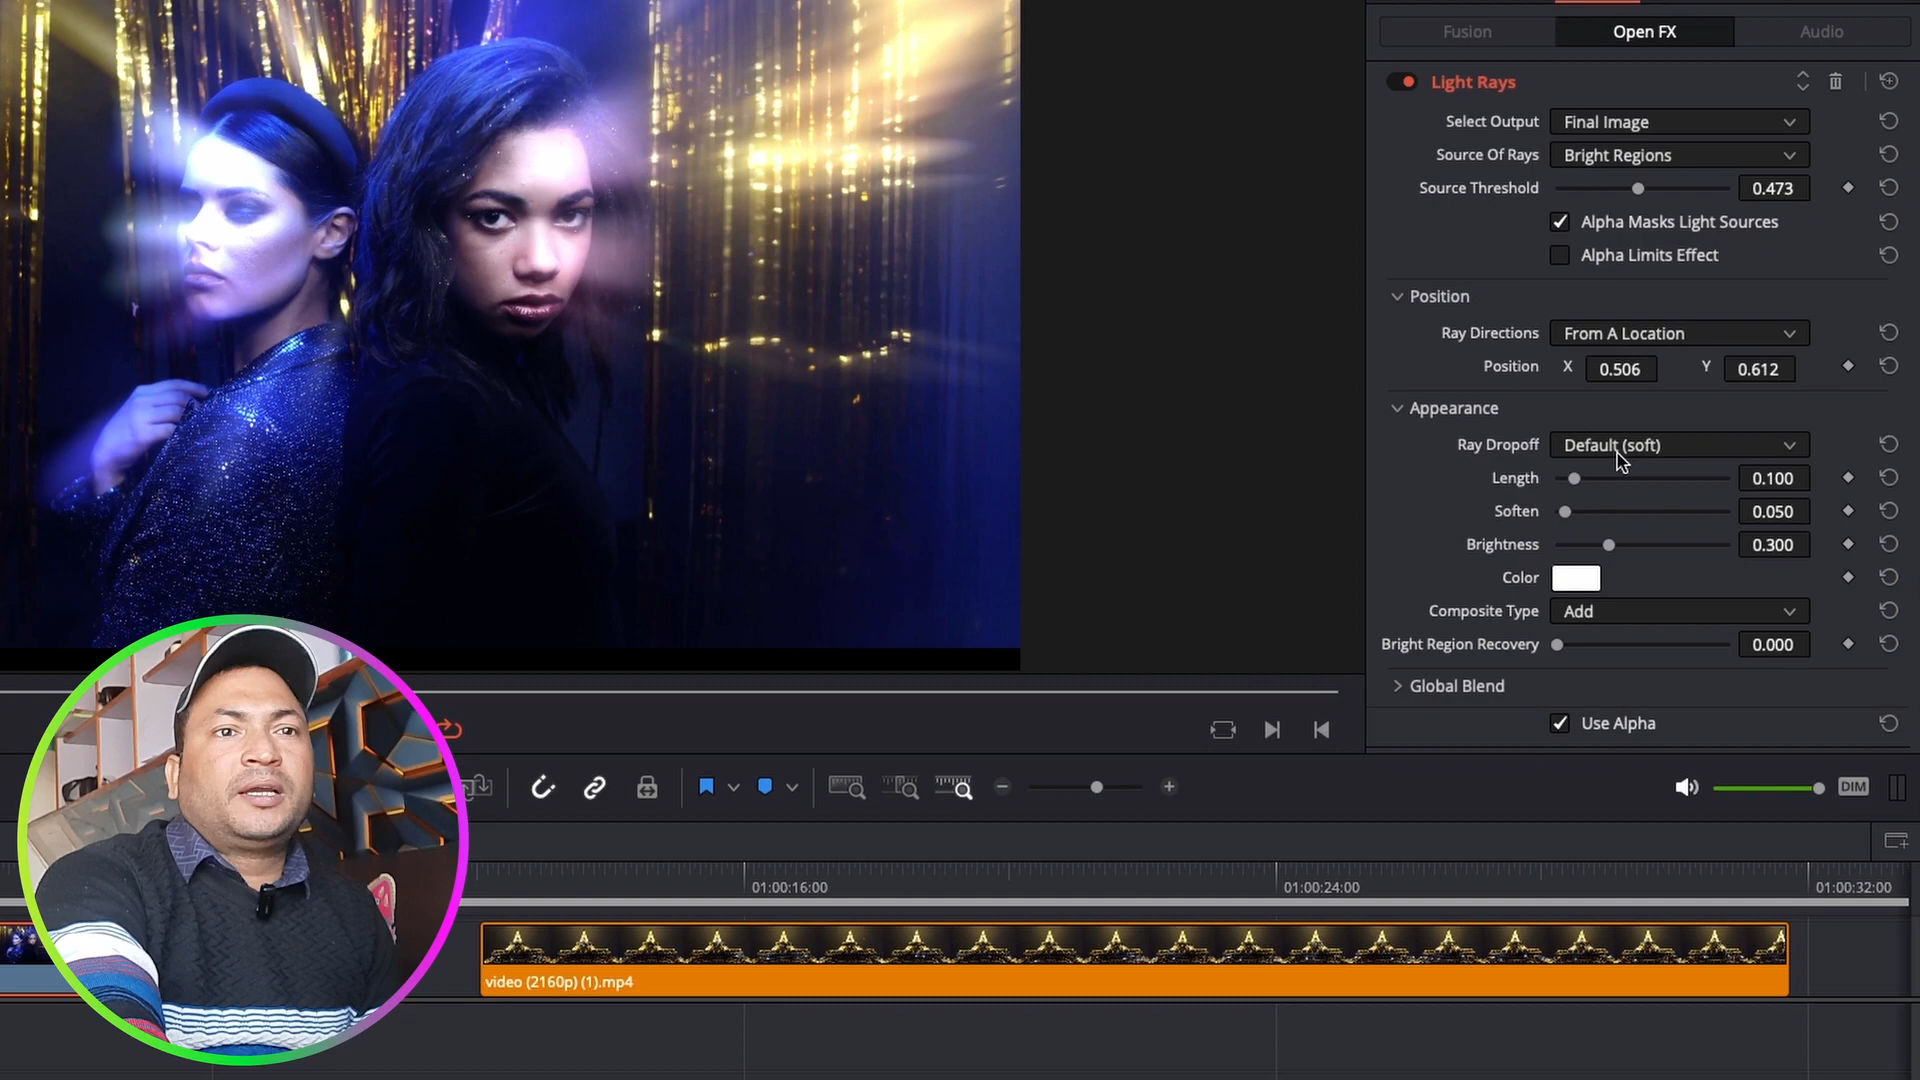 Fusion
Open FX
Audio
Light Rays
Select Output Final Image
Source Of Rays Bright Regions
Source Threshold 0.473
Alpha Masks Light Sources
Alpha Limits Effect
Position
Ray Directions From A Location
Position X 0.506 Y 0.612
Appearance
Ray Dropoff Default (soft)
Length 0.100
Soften 0.050
Brightness 0.300
Color
Composite Type Add
Bright Region Recovery 0.000
Global Blend
Use Alpha
DIM
01:00:16:00
01:00:24:00
01:00:32:00
video (2160p) (1).mp4